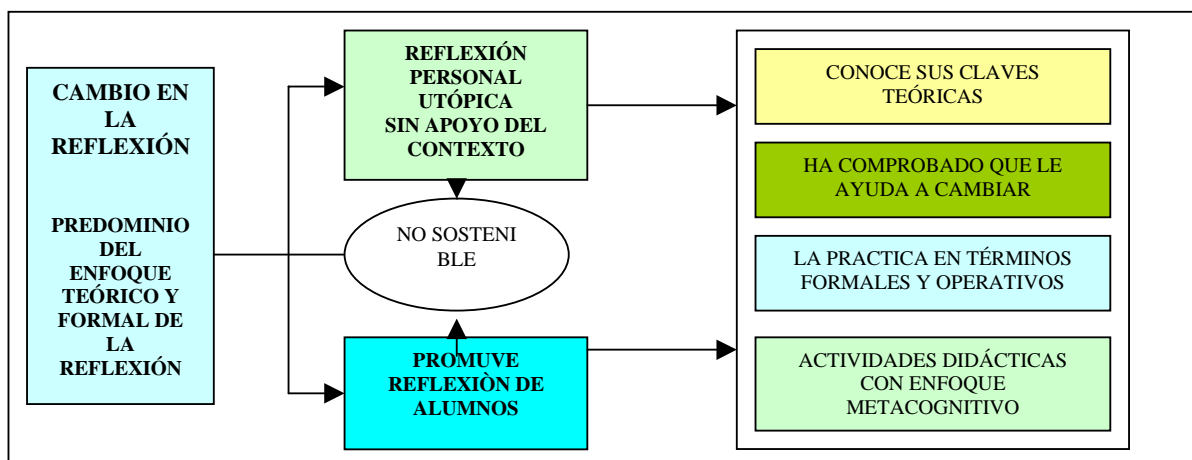 CAMBIO EN
LA
REFLEXIÓN
PREDOMINIO
DEL
ENFOQUE
TEÓRICO Y
FORMAL DE
LA
REFLEXIÓN
REFLEXIÓN
PERSONAL
UTÓPICA
SIN APOYO DEL
CONTEXTO
NO SOSTENI
BLE
PROMUVE
REFLEXIÒN DE
ALUMNOS
CONOCE SUS CLAVES
TEÓRICAS
HA COMPROBADO QUE LE
AYUDA A CAMBIAR
LA PRACTICA EN TÉRMINOS
FORMALES Y OPERATIVOS
ACTIVIDADES DIDÁCTICAS
CON ENFOQUE
METACOGNITIVO